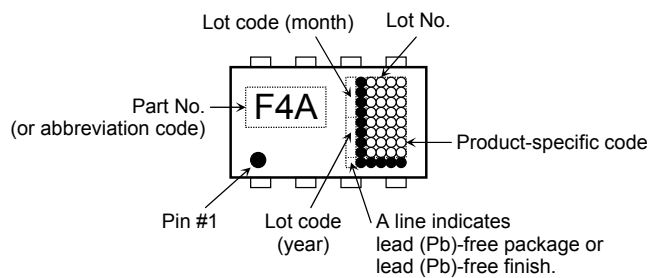 Lot code (month)
Lot No.
Part No.
(or abbreviation code)
F4A
Product-specific code
Pin #1
Lot code
(year)
A line indicates
lead (Pb)-free package or
lead (Pb)-free finish.